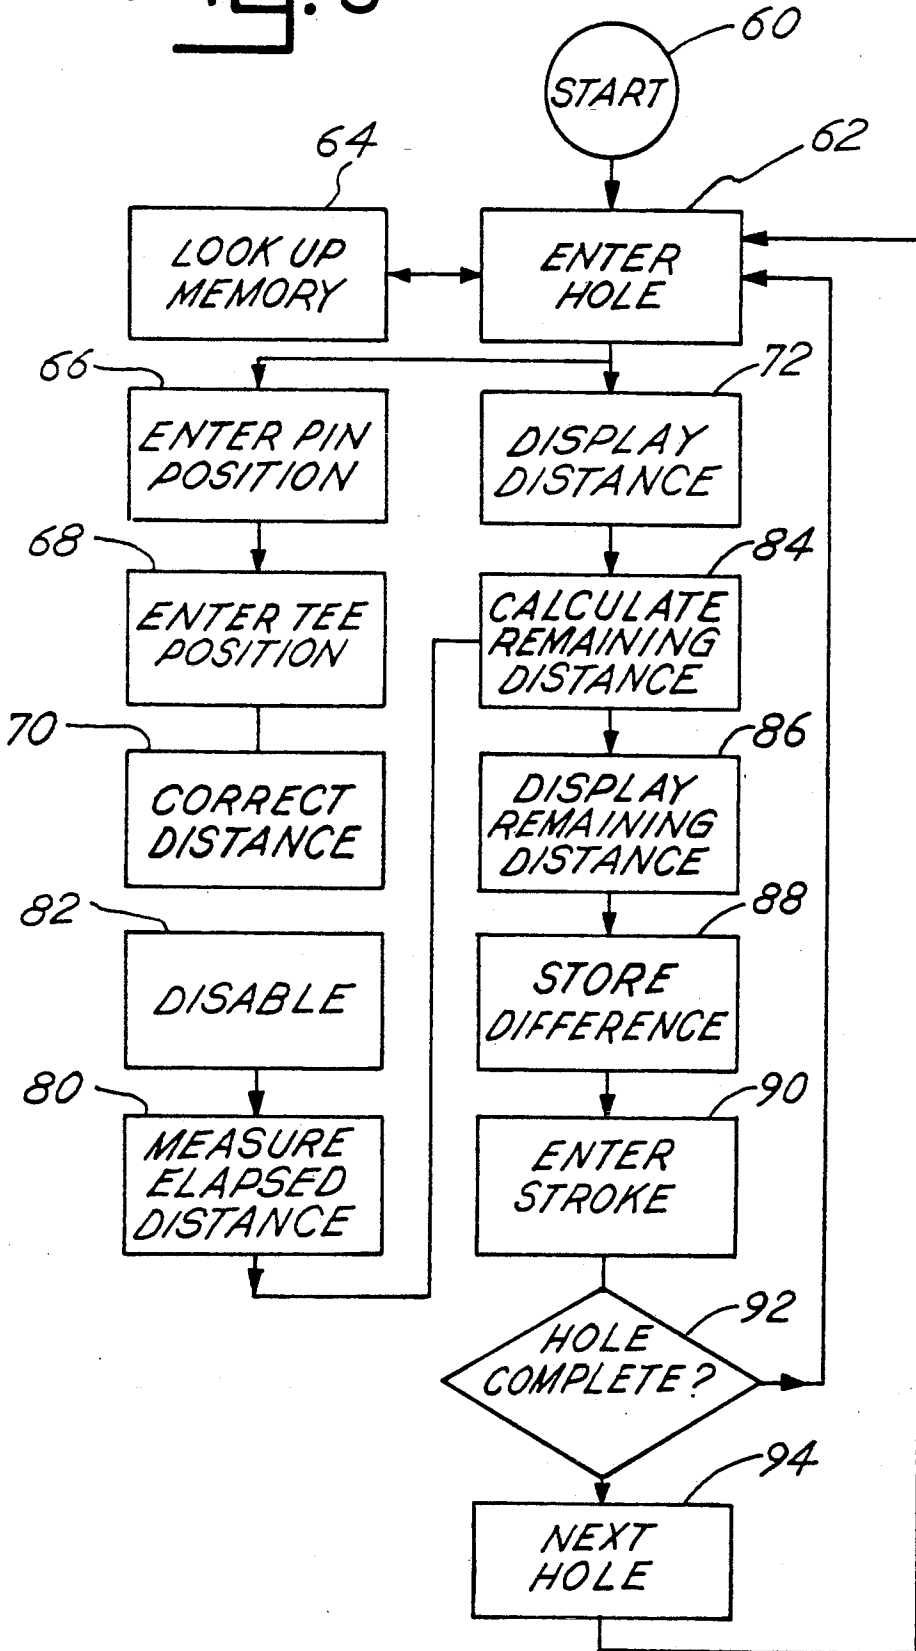 60
START
62
64
LOOK UP
MEMORY
ENTER
HOLE
66
72
ENTER PIN
POSITION
DISPLAY
DISTANCE
68
84
ENTER TEE
POSITION
CALCULATE
REMAINING
DISTANCE
70
86
CORRECT
DISTANCE
DISPLAY
REMAINING
DISTANCE
82
88
DISABLE
STORE
DIFFERENCE
80
90
MEASURE
ELAPSED
DISTANCE
ENTER
STROKE
92
HOLE
COMPLETE?
94
NEXT
HOLE